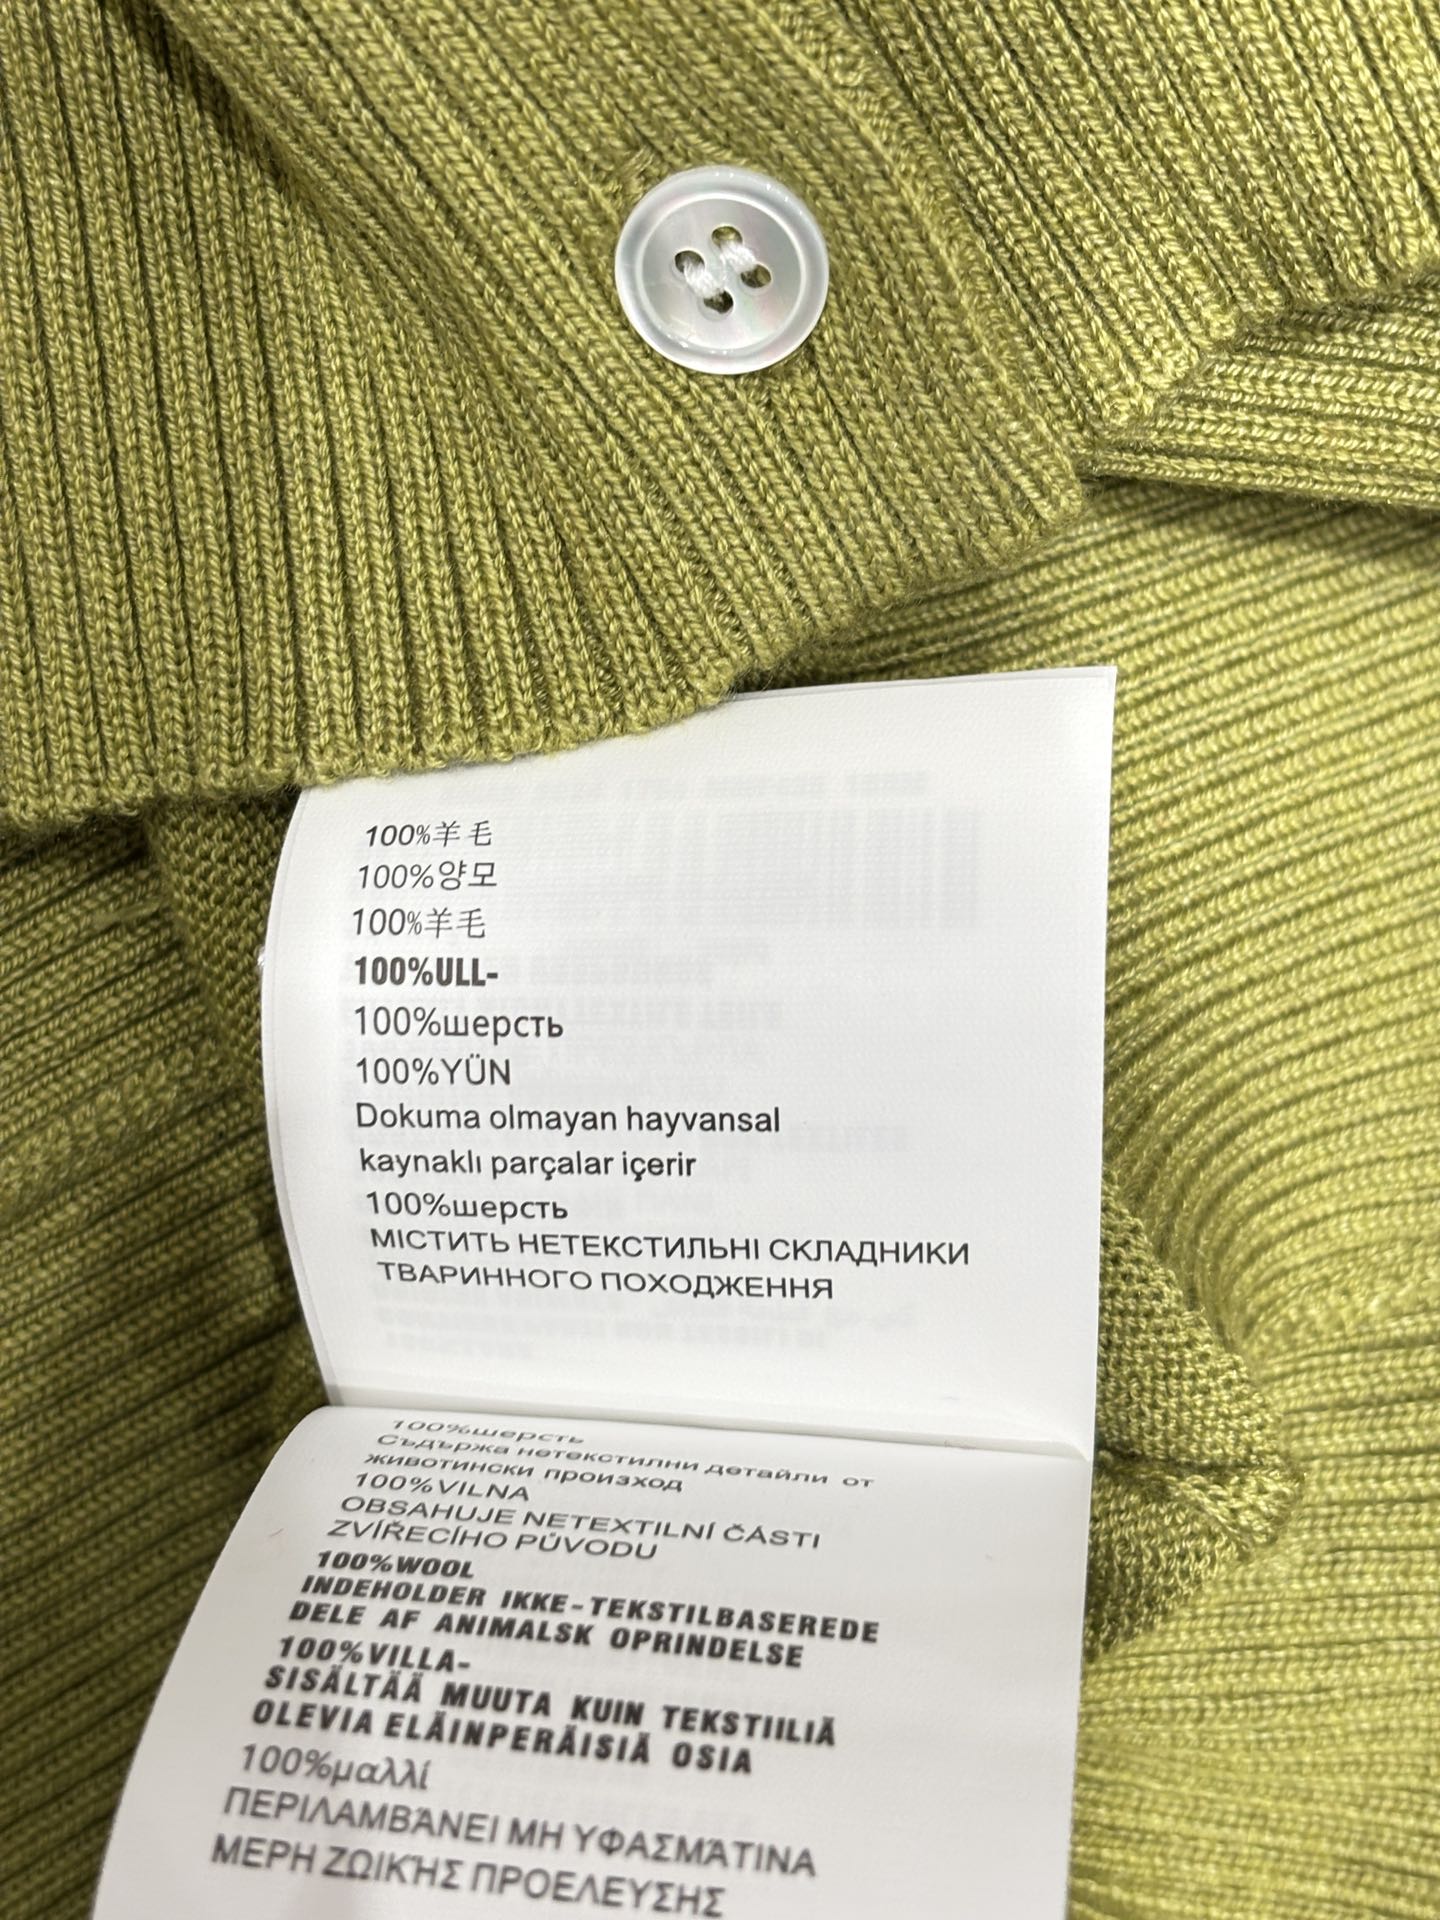 100%羊毛
100%양모
100%羊毛
100%ULL-
100%шерсть
100%YÜN
Dokuma olmayan hayvansal
kaynaklı parçalar içerir
100%шерсть
МІСТИТЬ НЕТЕКСТИЛЬНІ СКЛАДНИКИ
ТВАРИННОГО ПОХОДЖЕННЯ
100%шерсть
Съдържа нетекстилни детайли от
животински произход
100%VILNA
OBSAHUJE NETEXTILNÍ ČÁSTI
ZVÍŘECÍHO PŮVODU
100%WOOL
INDEHOLDER IKKE-TEKSTILBASEREDE
DELE AF ANIMALSK OPRINDELSE
100%VILLA-
SISÄLTÄÄ MUUTA KUIN TEKSTIILIÄ
OLEVIA ELÄINPERÄISIÄ OSIA
100%μαλλί
ΠΕΡΙΛΑΜΒΆΝΕΙ ΜΗ ΥΦΑΣΜΆΤΙΝΑ
ΜΕΡΗ ΖΩΙΚΉΣ ΠΡΟΕΛΕΥΣΗΣ